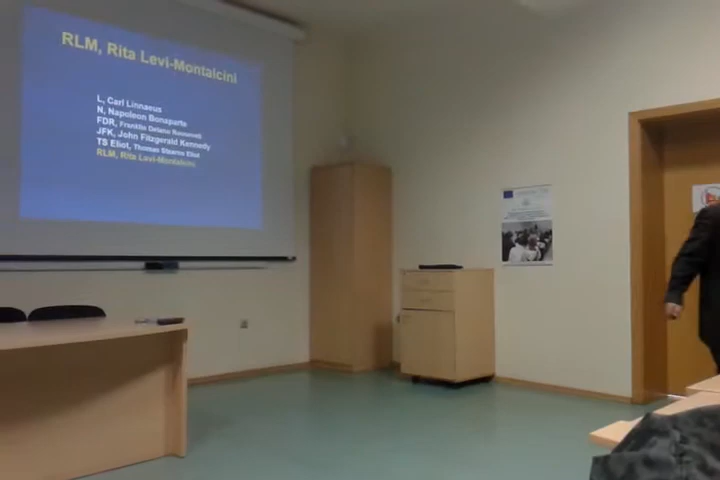 RLM, Rita Levi-Montalcini
L, Carl Linnaeus
N, Napoleon Bonaparte
FDR, Franklin Delano Roosevelt
JFK, John Fitzgerald Kennedy
TS Eliot, Thomas Stearns Eliot
RLM, Rita Levi-Montalcini